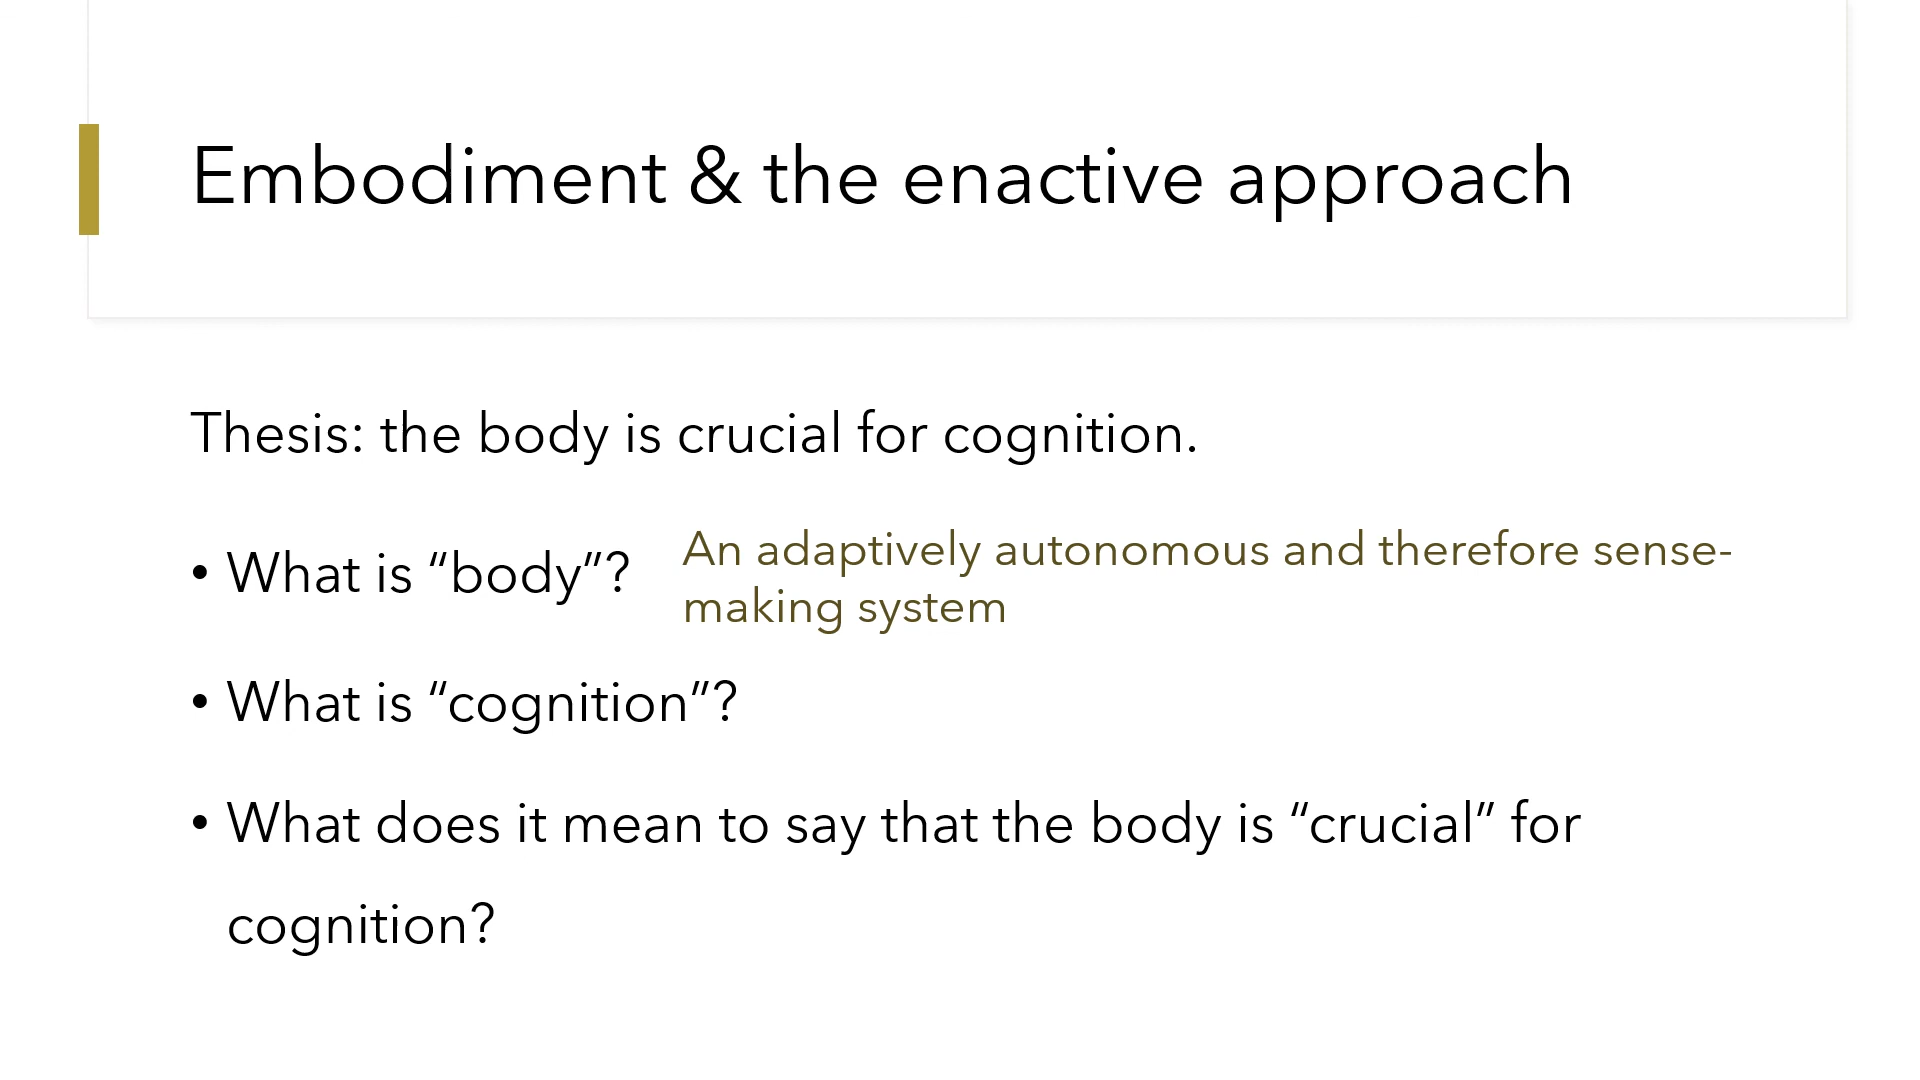 Embodiment & the enactive approach
Thesis: the body is crucial for cognition.
• What is “body”?
An adaptively autonomous and therefore sense-
making system
• What is “cognition”?
• What does it mean to say that the body is “crucial” for
cognition?